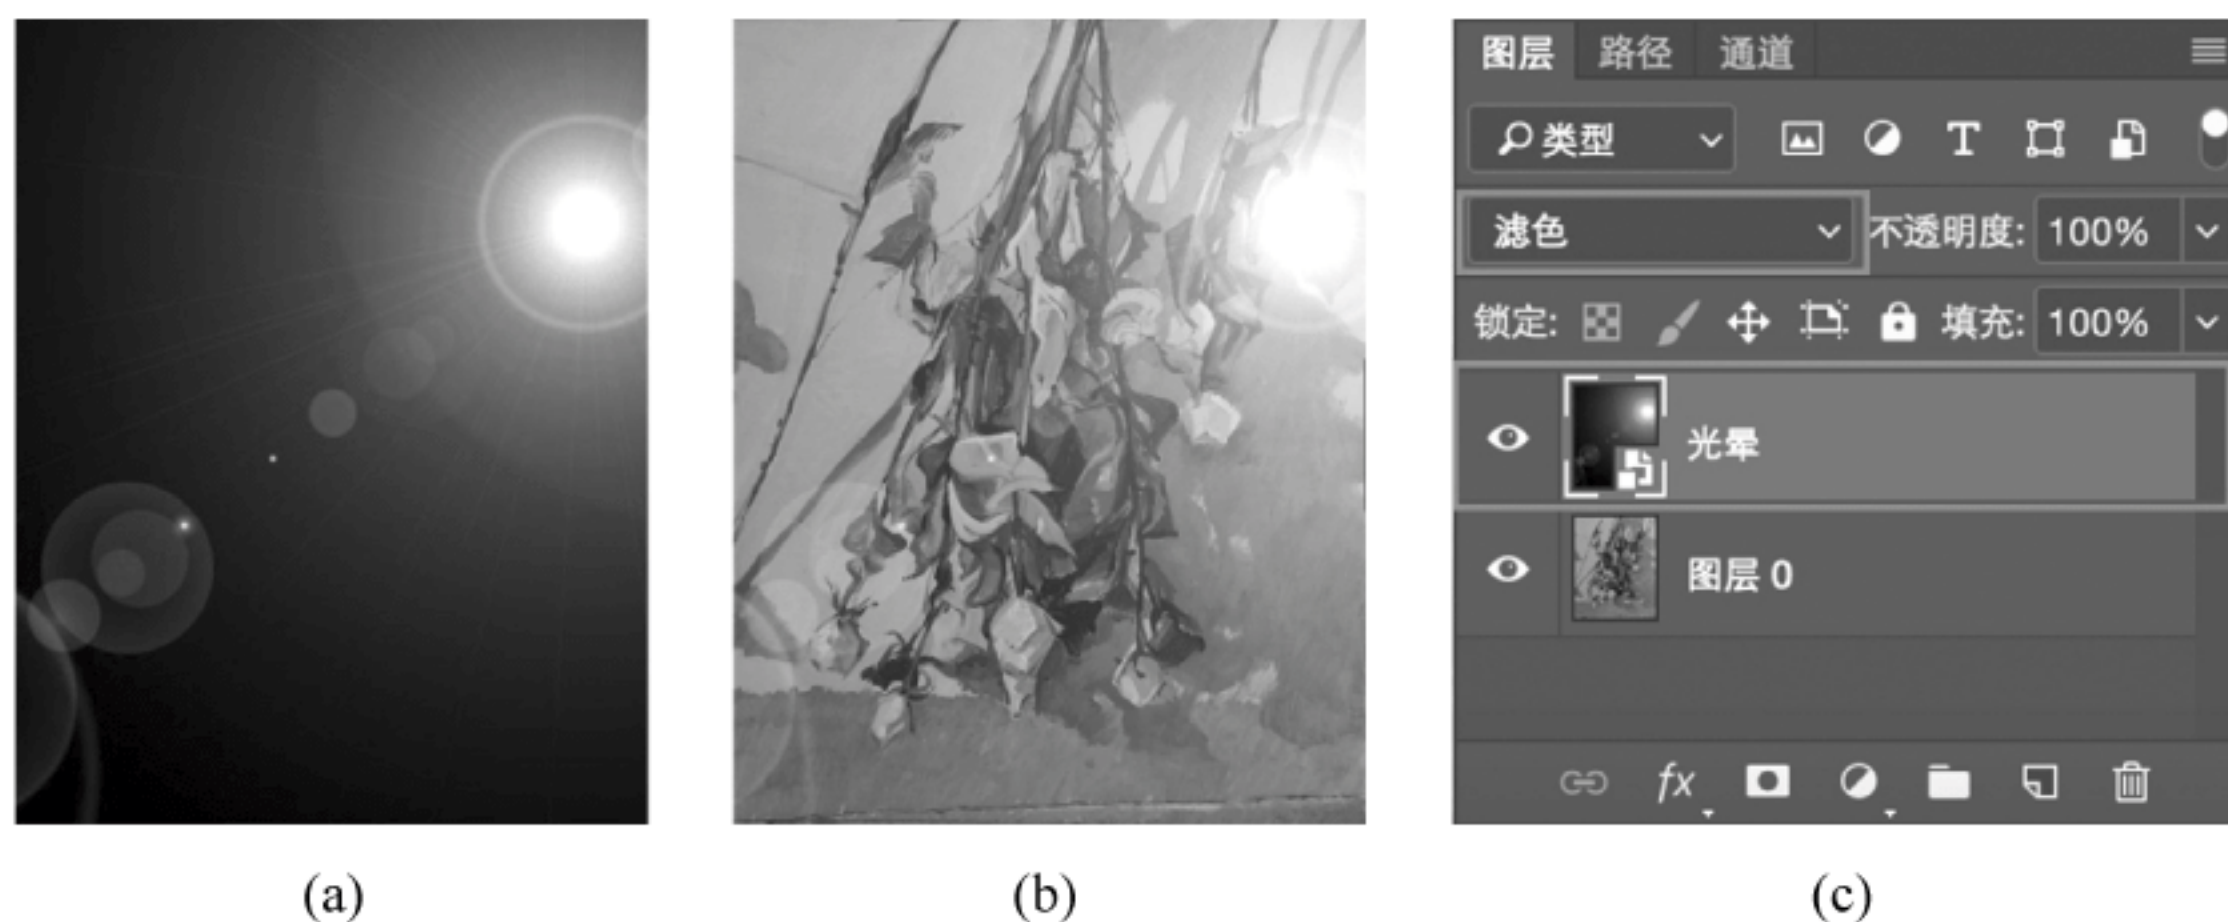 图层 路径 通道
类型 T
滤色 不透明度: 100%
锁定: 填充: 100%
光晕
图层 0
fx
(a) (b) (c)